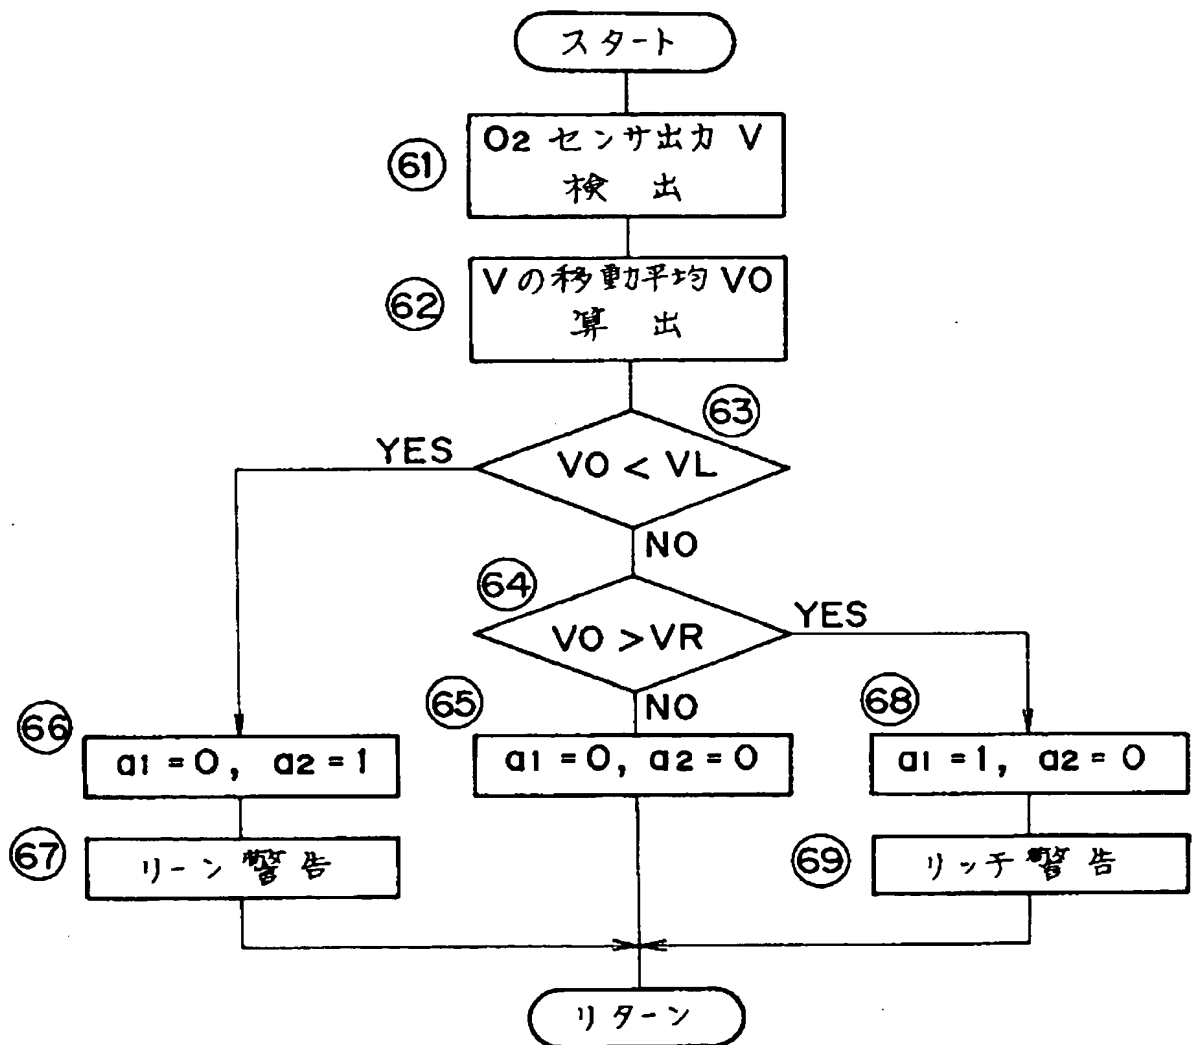 スタート
61
O2 センサ出力 V
検 出
62
Vの移動平均 VO
算 出
63
YES
VO < VL
NO
64
YES
VO > VR
65
NO
66
68
a1 = 0, a2 = 1
a1 = 0, a2 = 0
a1 = 1, a2 = 0
67
リーン警告
69
リッチ警告
リターン